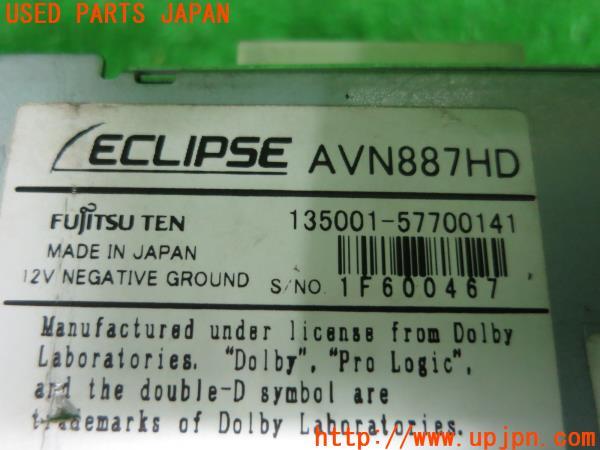 USED PARTS JAPAN
ECLIPSE AVN887HD
FUJITSU TEN 135001-57700141
MADE IN JAPAN
12V NEGATIVE GROUND S/NO. 1F600467
Manufactured under license from Dolby
Laboratories. "Dolby", "Pro Logic",
and the double-D symbol are
trademarks of Dolby Laboratories.
http://www.upjpn.com